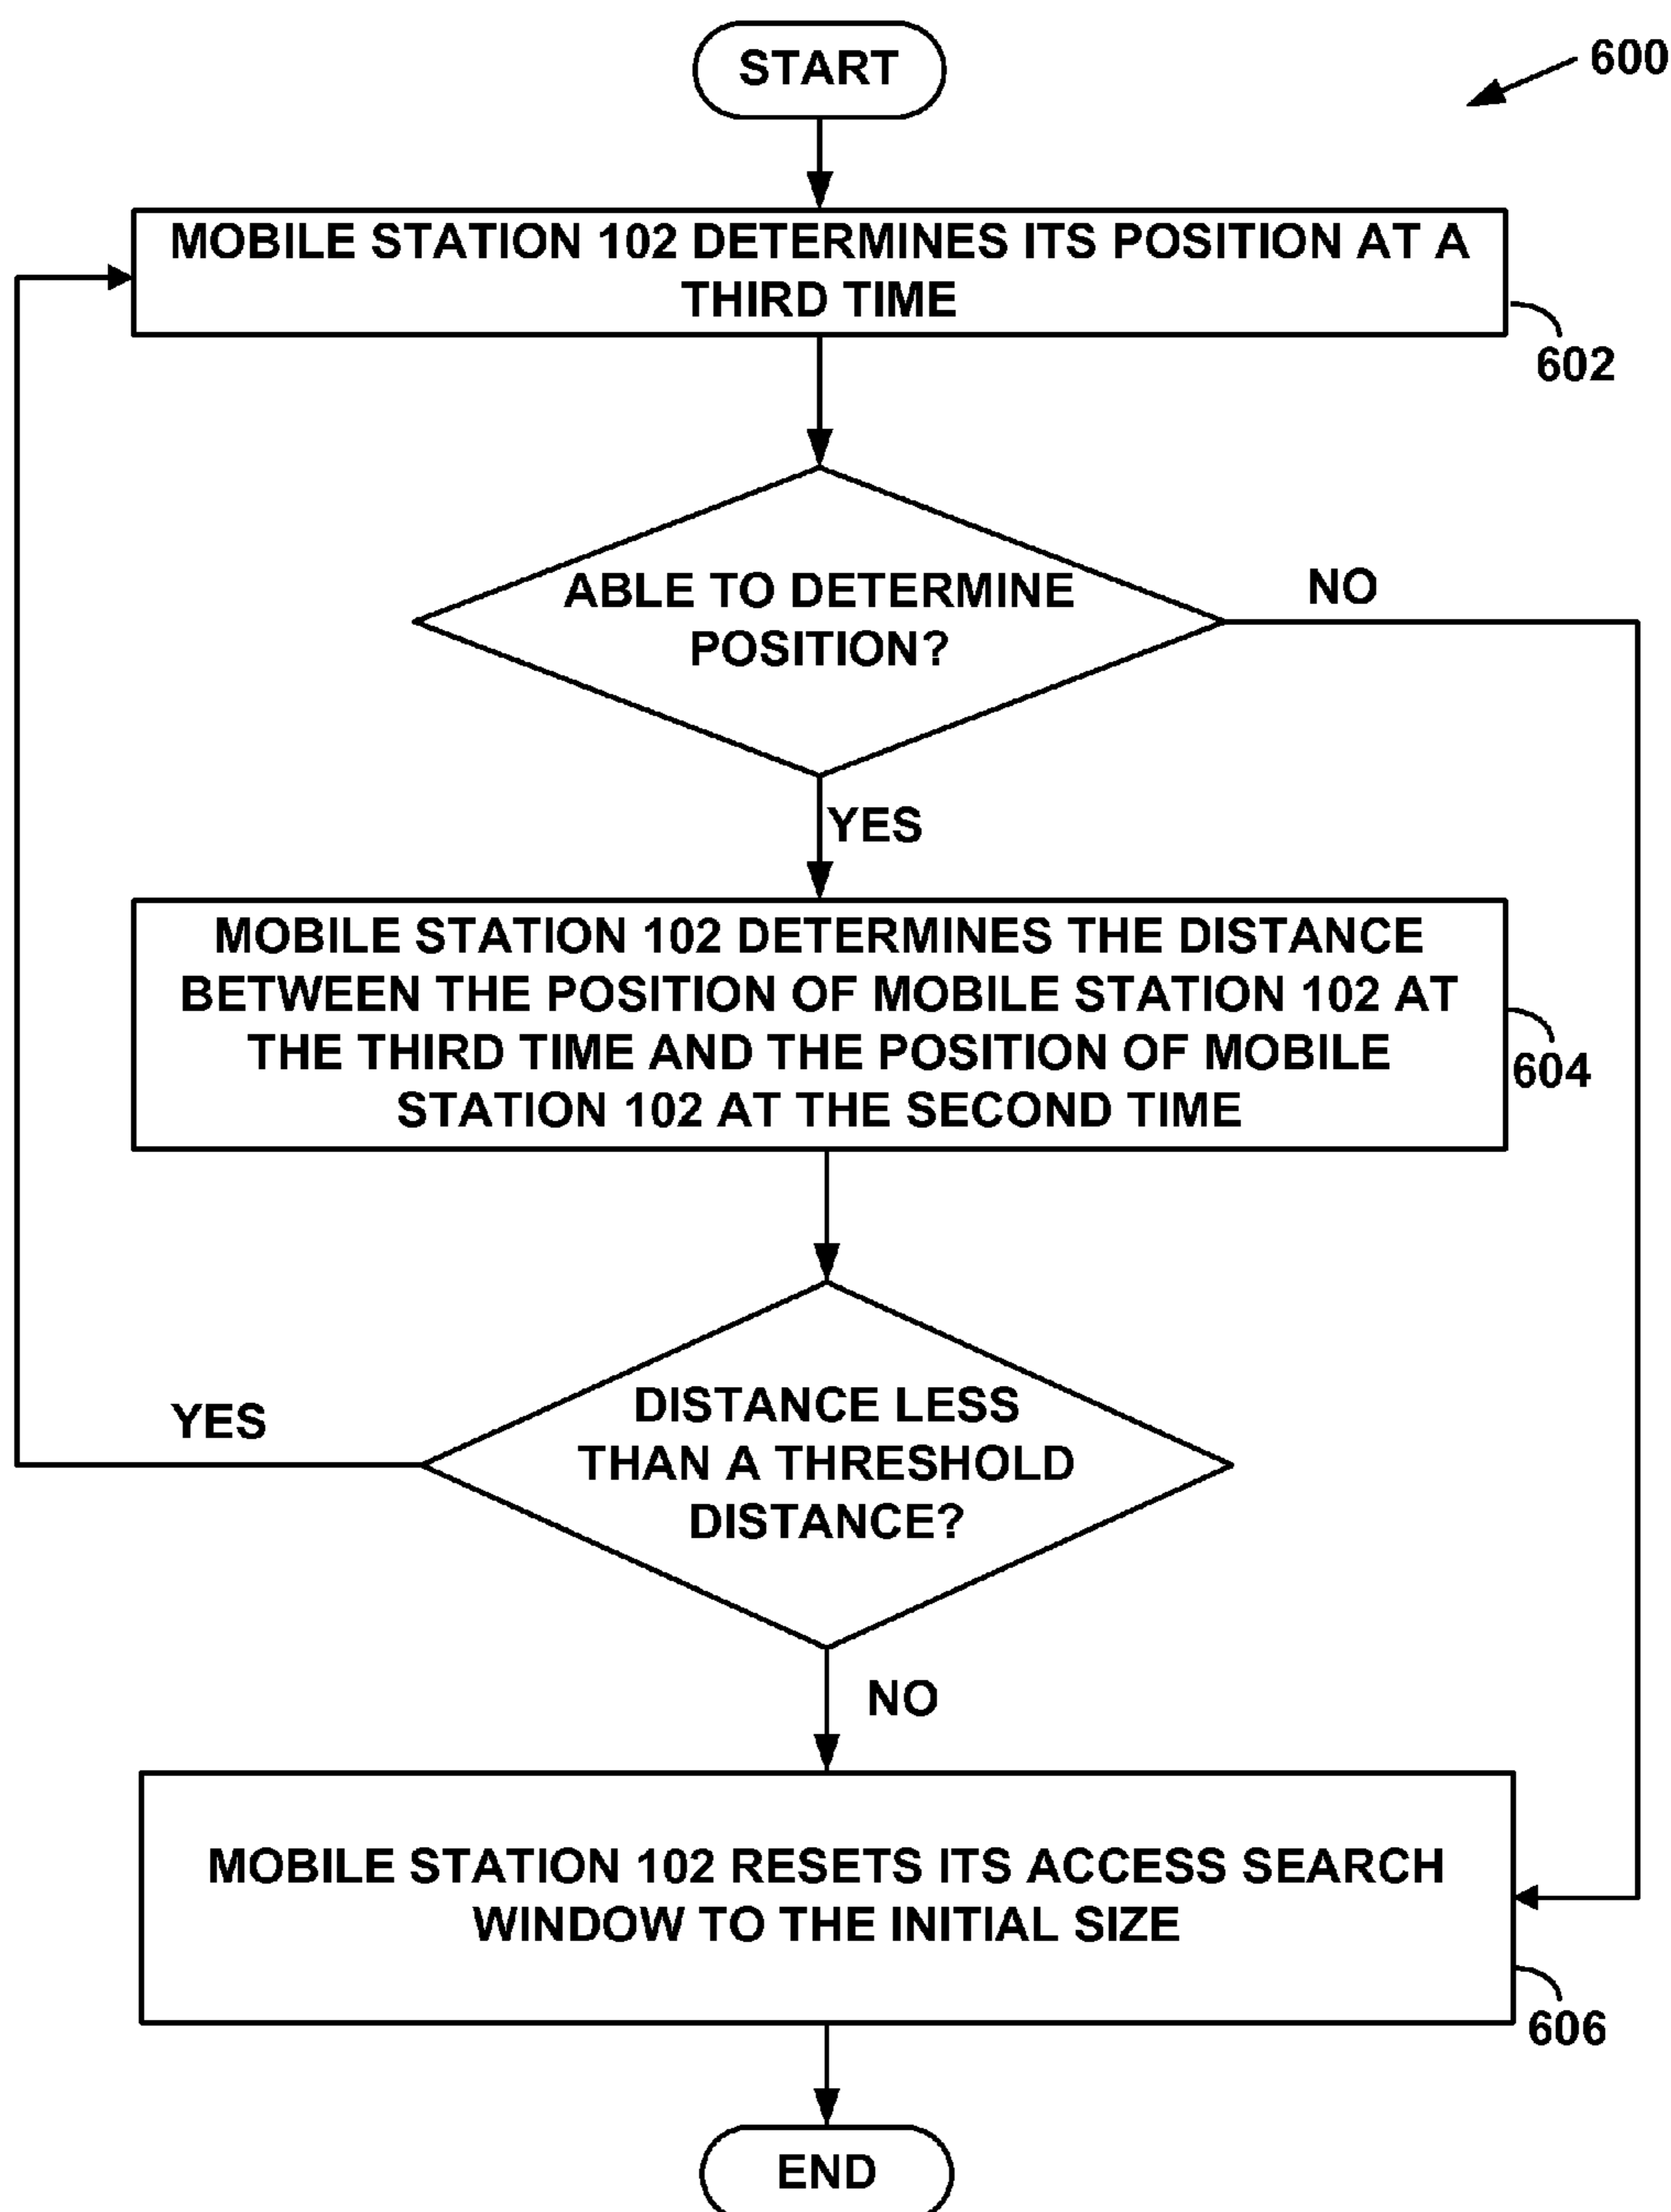 START
600
MOBILE STATION 102 DETERMINES ITS POSITION AT A
THIRD TIME
602
ABLE TO DETERMINE
POSITION?
NO
YES
MOBILE STATION 102 DETERMINES THE DISTANCE
BETWEEN THE POSITION OF MOBILE STATION 102 AT
THE THIRD TIME AND THE POSITION OF MOBILE
STATION 102 AT THE SECOND TIME
604
DISTANCE LESS
THAN A THRESHOLD
DISTANCE?
YES
NO
MOBILE STATION 102 RESETS ITS ACCESS SEARCH
WINDOW TO THE INITIAL SIZE
606
END